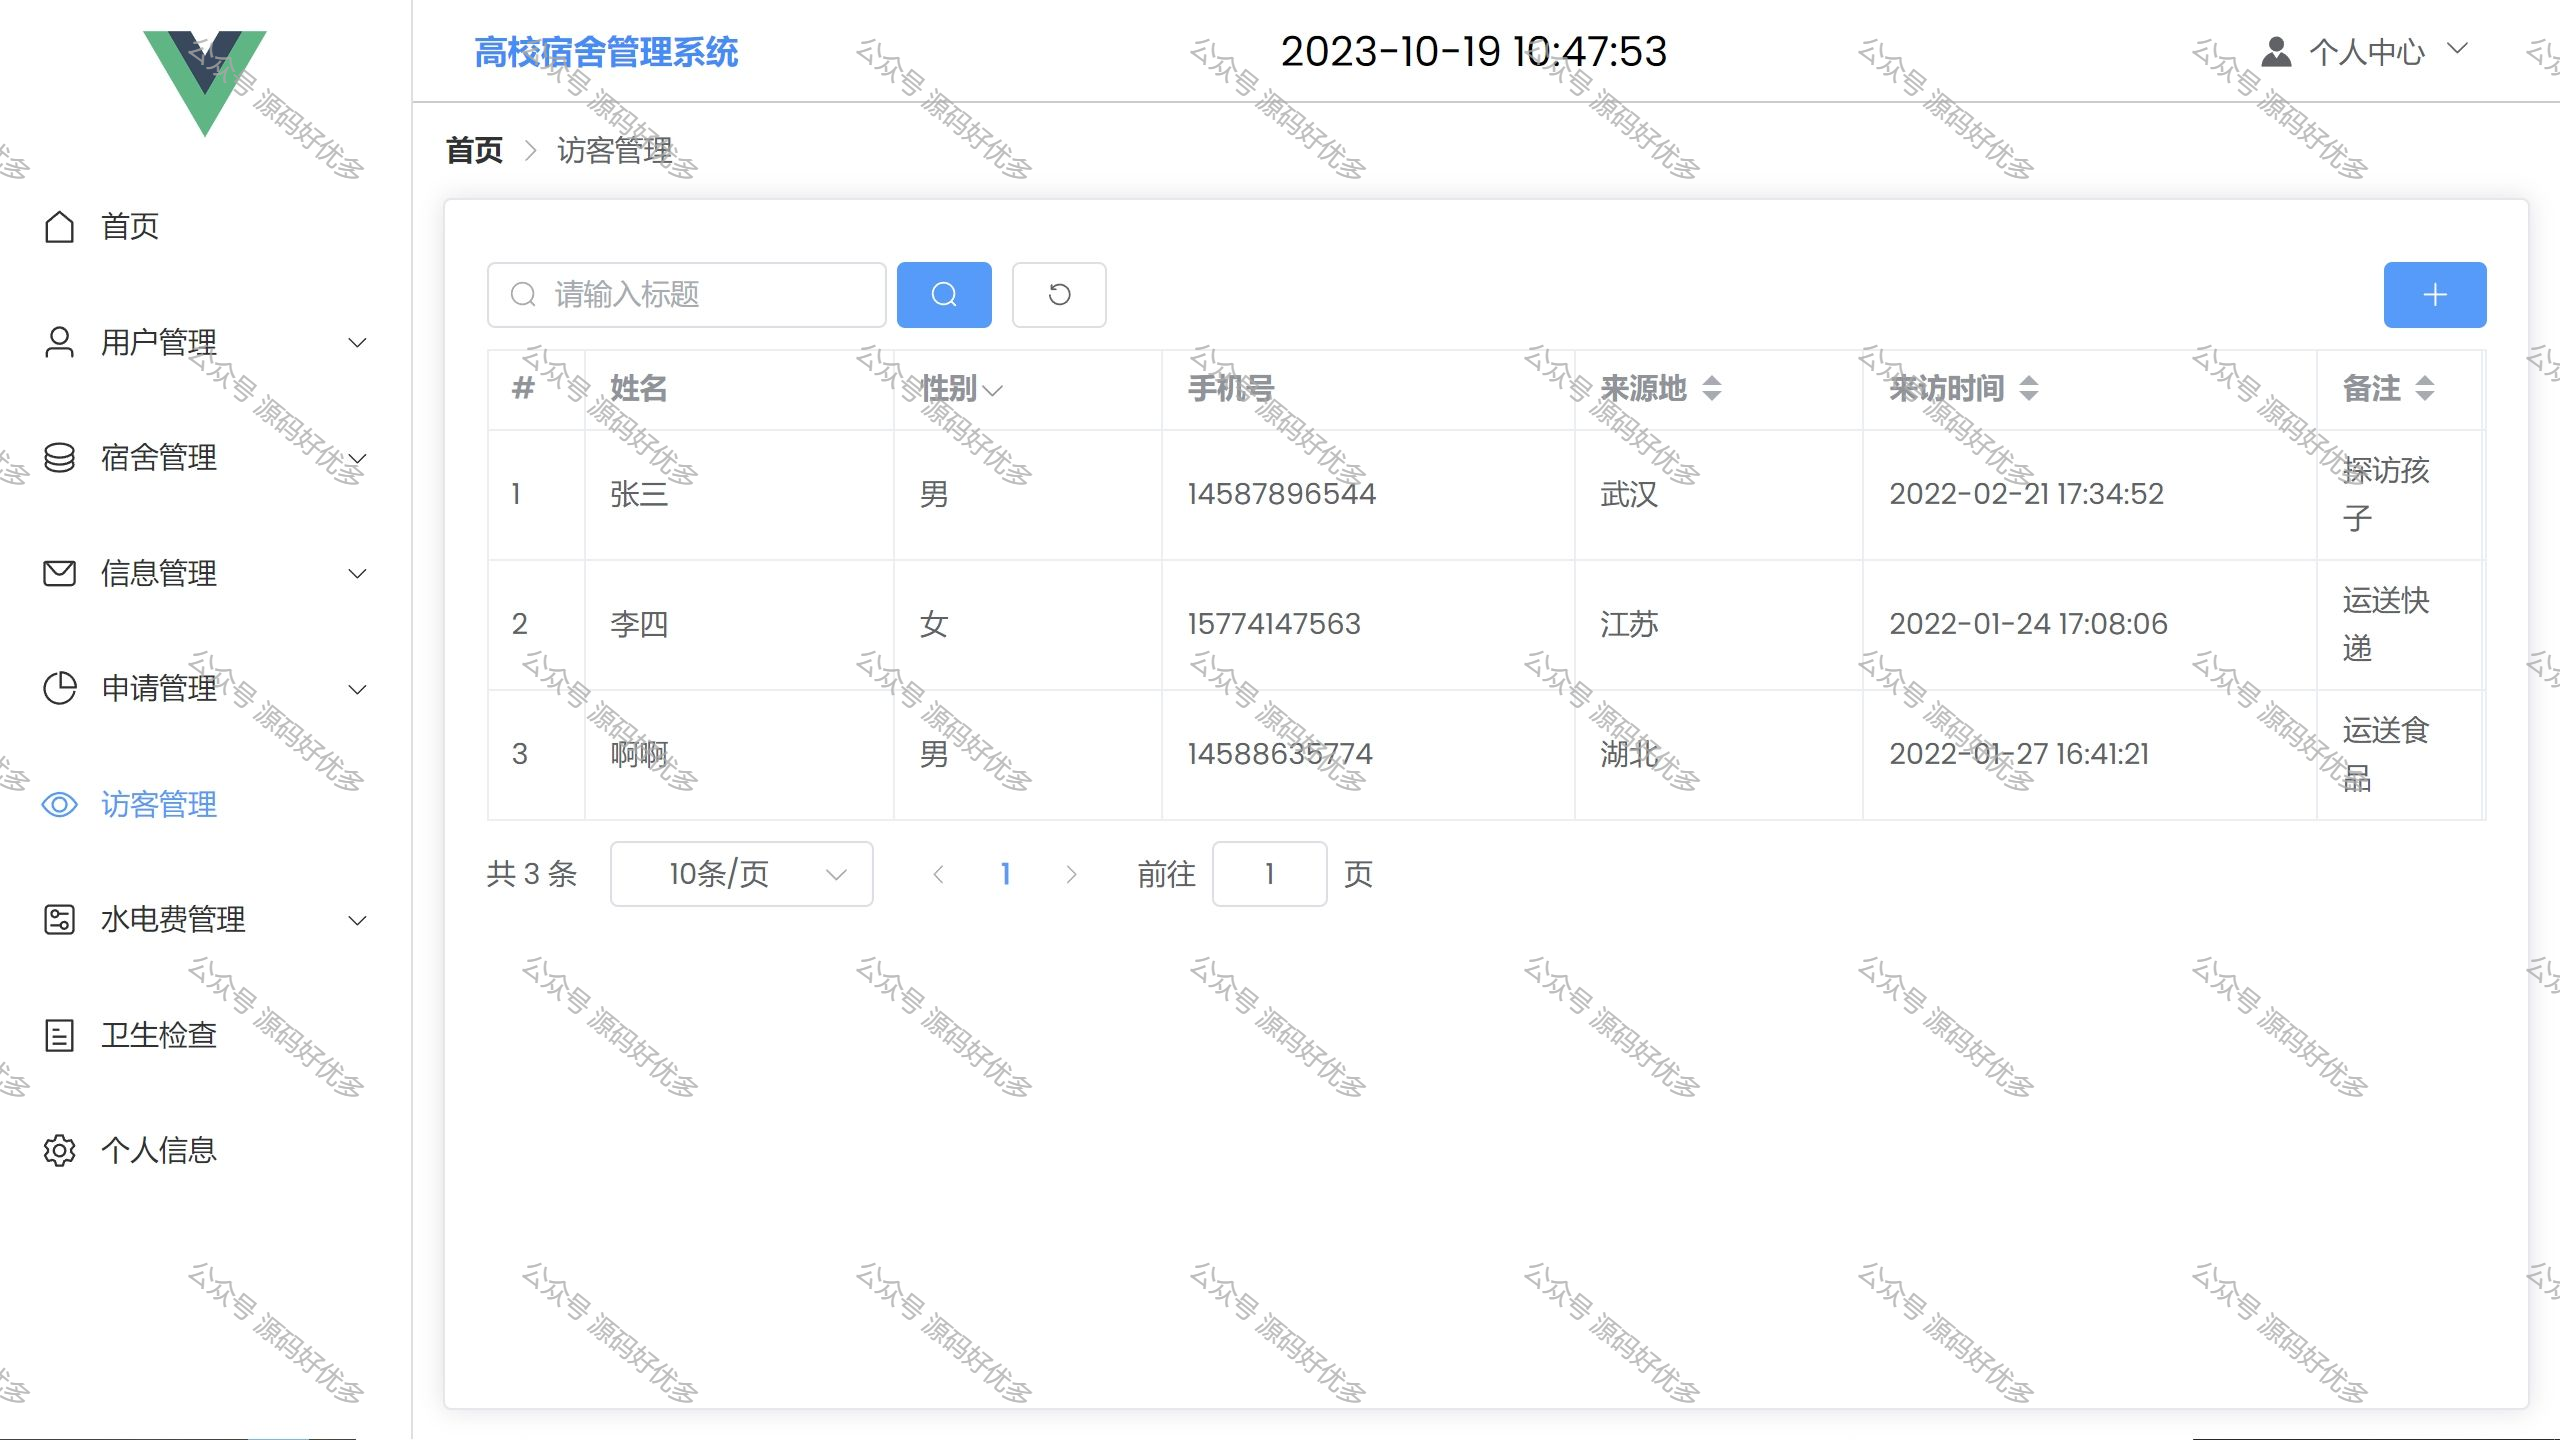 高校宿舍管理系统
2023-10-19 10:47:53
个人中心
首页 > 访客管理
首页
用户管理
宿舍管理
信息管理
申请管理
访客管理
水电费管理
卫生检查
个人信息
请输入标题
# 姓名 性别 手机号 来源地 来访时间 备注
1 张三 男 14587896544 武汉 2022-02-21 17:34:52 探访孩
子
2 李四 女 15774147563 江苏 2022-01-24 17:08:06 运送快
递
3 啊啊 男 14588635774 湖北 2022-01-27 16:41:21 运送食
品
共 3 条 10条/页 1 前往 1 页
公众号 源码好优多